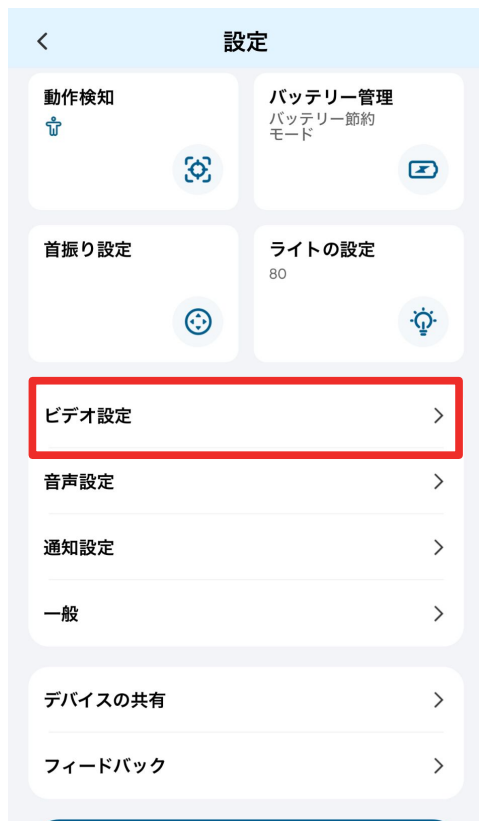 設定
動作検知
バッテリー管理
バッテリー節約
モード
首振り設定
ライトの設定
80
ビデオ設定
音声設定
通知設定
一般
デバイスの共有
フィードバック